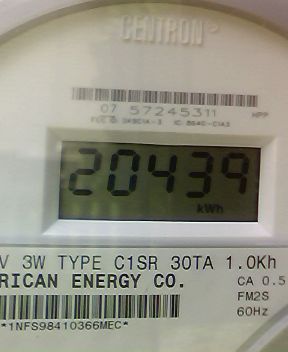 CENTRON
07 57245311 HPP
20439
kWh
V 3W TYPE C1SR 30TA 1.0Kh
RICAN ENERGY CO. CA 0.5
FM2S
60Hz
*1NFS98410366MEC*